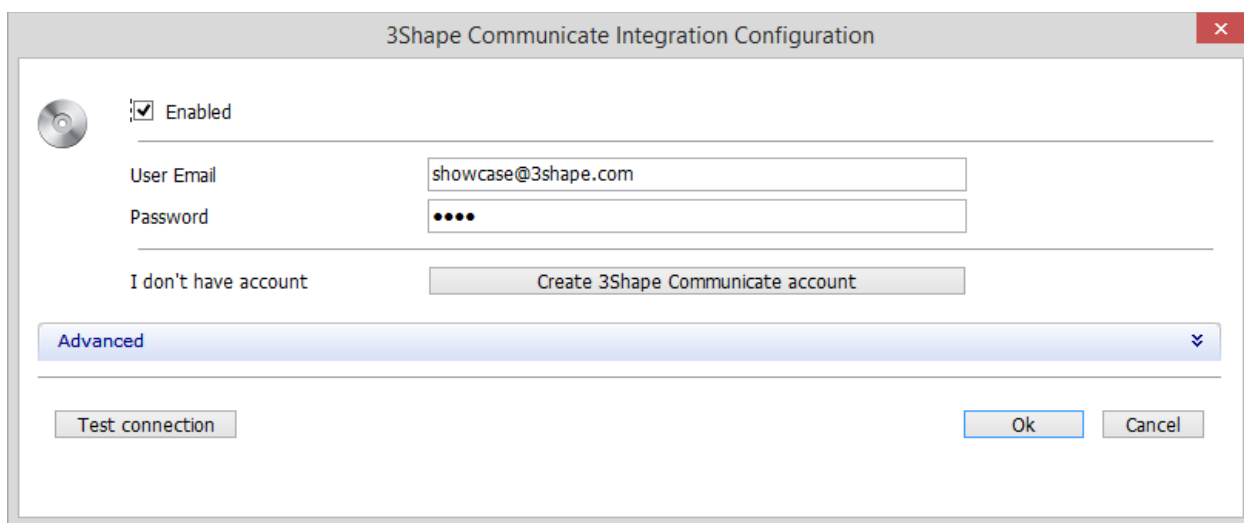 3Shape Communicate Integration Configuration
Enabled
User Email showcase@3shape.com
Password ••••
I don't have account Create 3Shape Communicate account
Advanced
Test connection Ok Cancel